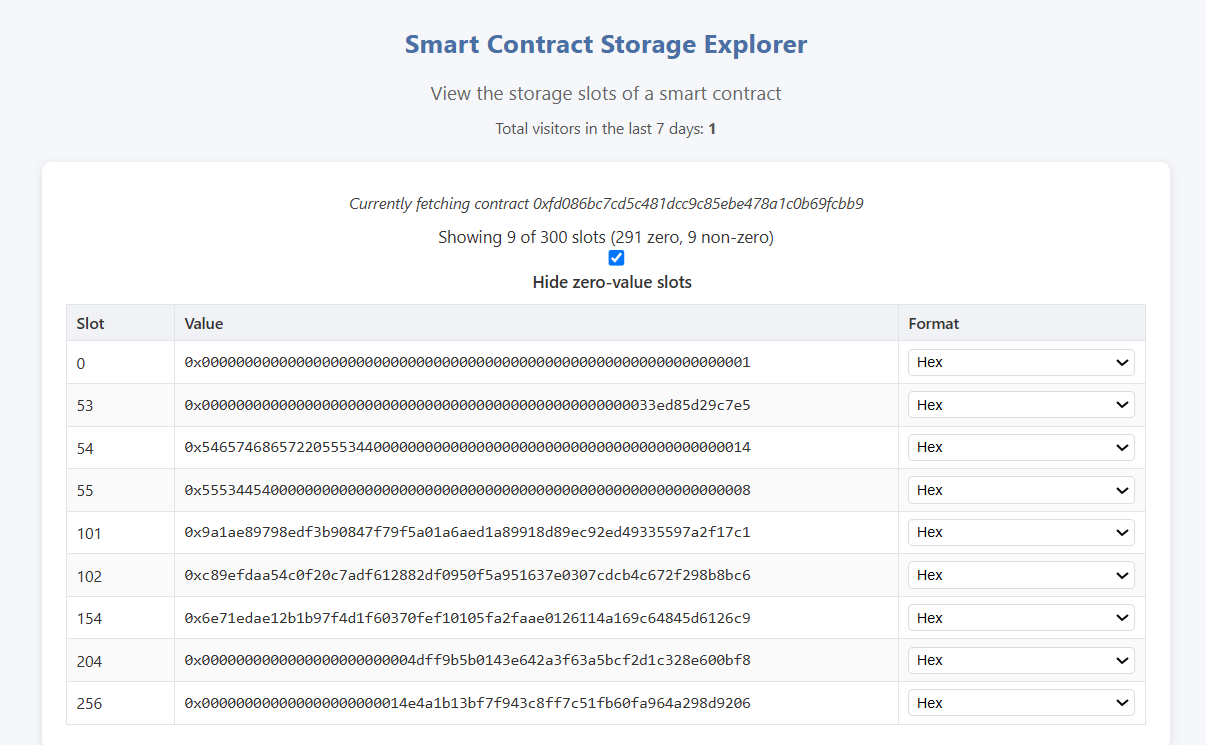 Smart Contract Storage Explorer
View the storage slots of a smart contract
Total visitors in the last 7 days: 1
Currently fetching contract 0xfd086bc7cd5c481dcc9c85ebe478a1c0b69fcbb9
Showing 9 of 300 slots (291 zero, 9 non-zero)
Hide zero-value slots
Slot Value Format
0 0x0000000000000000000000000000000000000000000000000000000000000001 Hex
53 0x00000000000000000000000000000000000000000000000000033ed85d29c7e5 Hex
54 0x5465746865722055534400000000000000000000000000000000000000000014 Hex
55 0x5553445400000000000000000000000000000000000000000000000000000008 Hex
101 0x9a1ae89798edf3b90847f79f5a01a6aed1a89918d89ec92ed49335597a2f17c1 Hex
102 0xc89efdaa54c0f20c7adf612882df0950f5a951637e0307cdcb4c672f298b8bc6 Hex
154 0x6e71edae12b1b97f4d1f60370fef10105fa2faae0126114a169c64845d6126c9 Hex
204 0x0000000000000000000000004dff9b5b0143e642a3f63a5bcf2d1c328e600bf8 Hex
256 0x00000000000000000000000014e4a1b13bf7f943c8ff7c51fb60fa964a298d9206 Hex